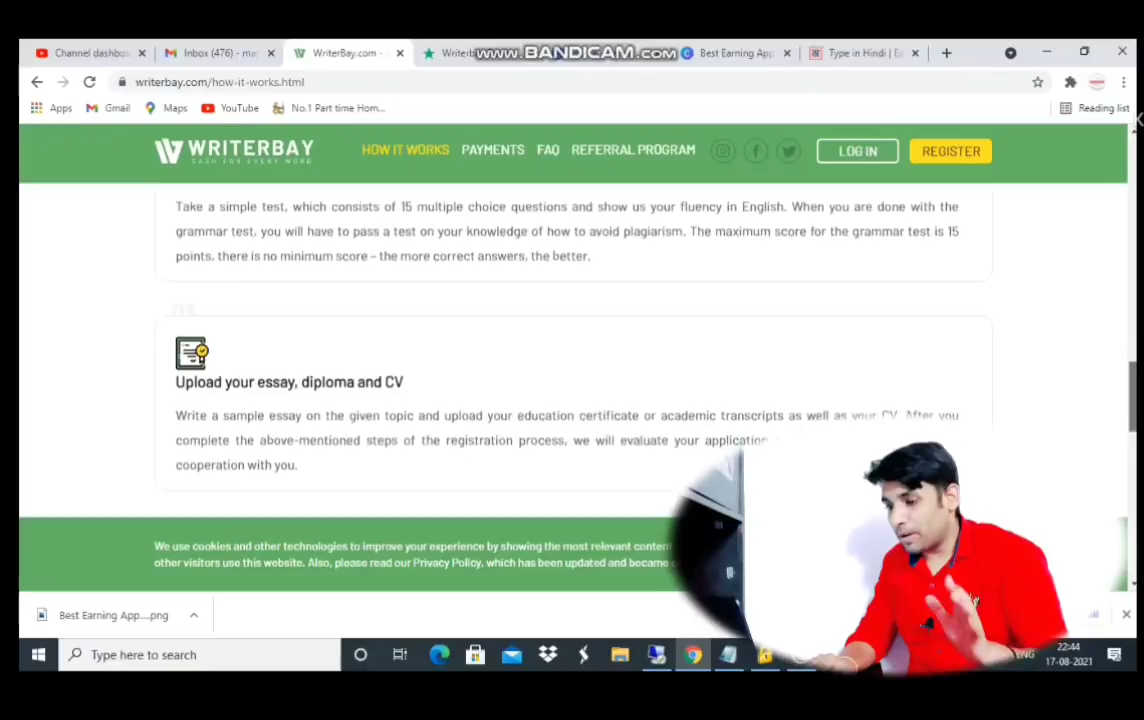 Channel dashbo
Inbox (476) - ma
WriterBay.com -
Writerb
www.BANDICAM.com
Best Earning App
Type in Hindi | Ea
writerbay.com/how-it-works.html
Apps
Gmail
Maps
YouTube
No.1 Part time Hom...
Reading list
WRITERBAY
CASH FOR EVERY WORD
HOW IT WORKS
PAYMENTS
FAQ
REFERRAL PROGRAM
LOG IN
REGISTER
Take a simple test, which consists of 15 multiple choice questions and show us your fluency in English. When you are done with the
grammar test, you will have to pass a test on your knowledge of how to avoid plagiarism. The maximum score for the grammar test is 15
points, there is no minimum score – the more correct answers, the better.
03
Upload your essay, diploma and CV
Write a sample essay on the given topic and upload your education certificate or academic transcripts as well as your CV. After you
complete the above-mentioned steps of the registration process, we will evaluate your application
cooperation with you.
We use cookies and other technologies to improve your experience by showing the most relevant content
other visitors use this website. Also, please read our Privacy Policy, which has been updated and became
Best Earning App....png
Type here to search
ENG
22:44
17-08-2021